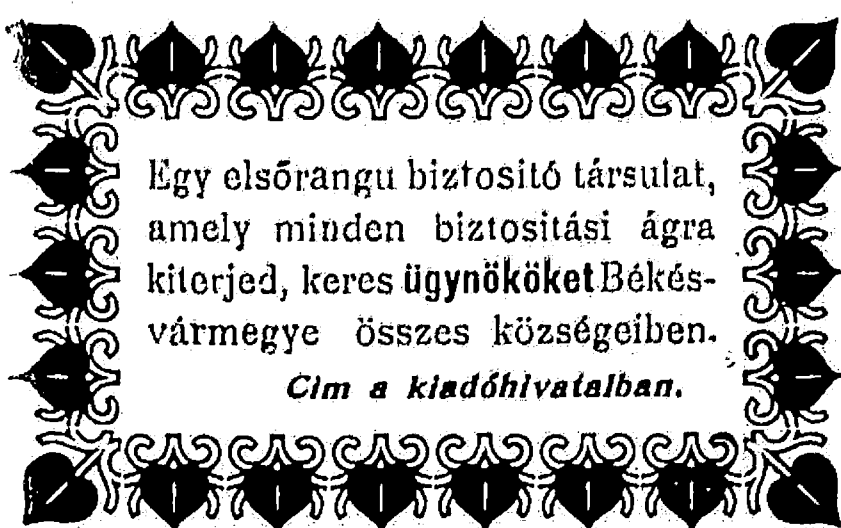 Egy elsőrangu biztositó társulat,
amely minden biztositási ágra
kiterjed, keres ügynököket Békés-
vármegye összes községeiben.
Cim a kiadóhivatalban.